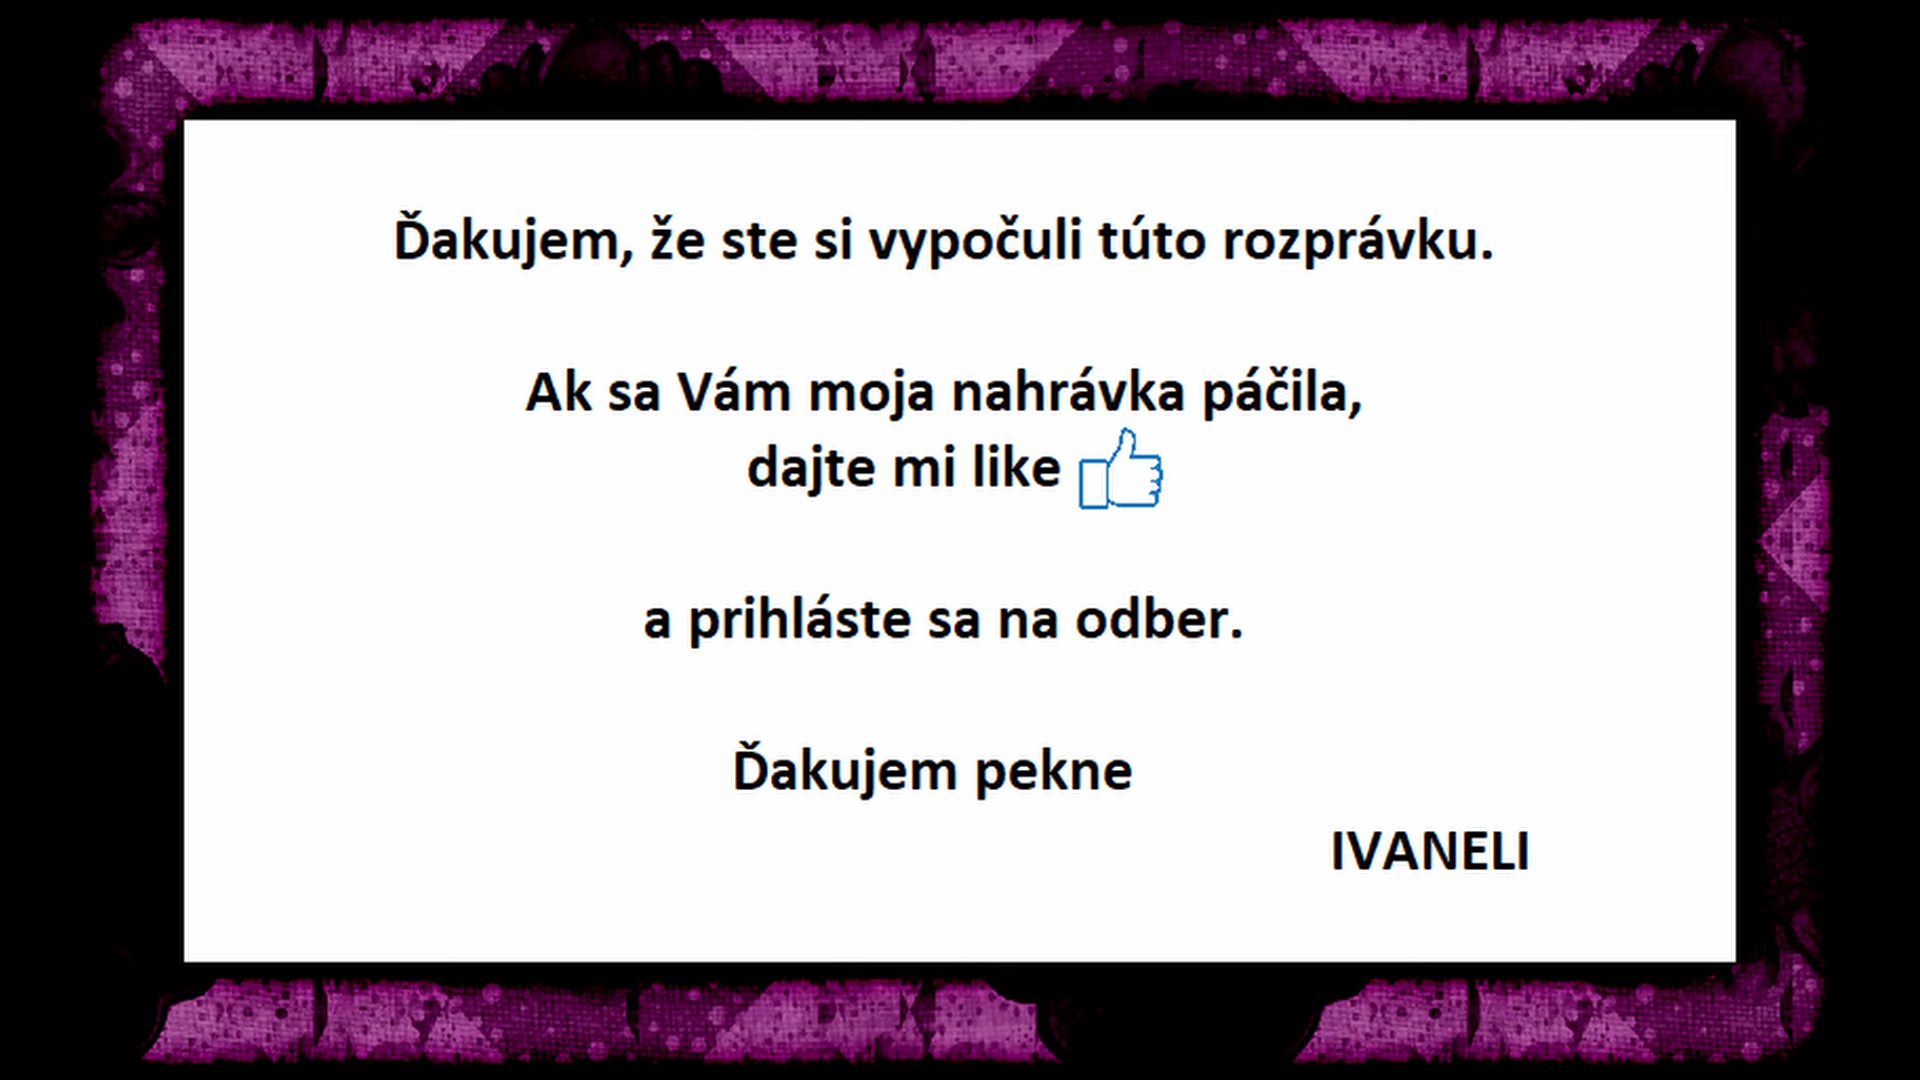 Ďakujem, že ste si vypočuli túto rozprávku.
Ak sa Vám moja nahrávka páčila,
dajte mi like
a prihláste sa na odber.
Ďakujem pekne
IVANELI